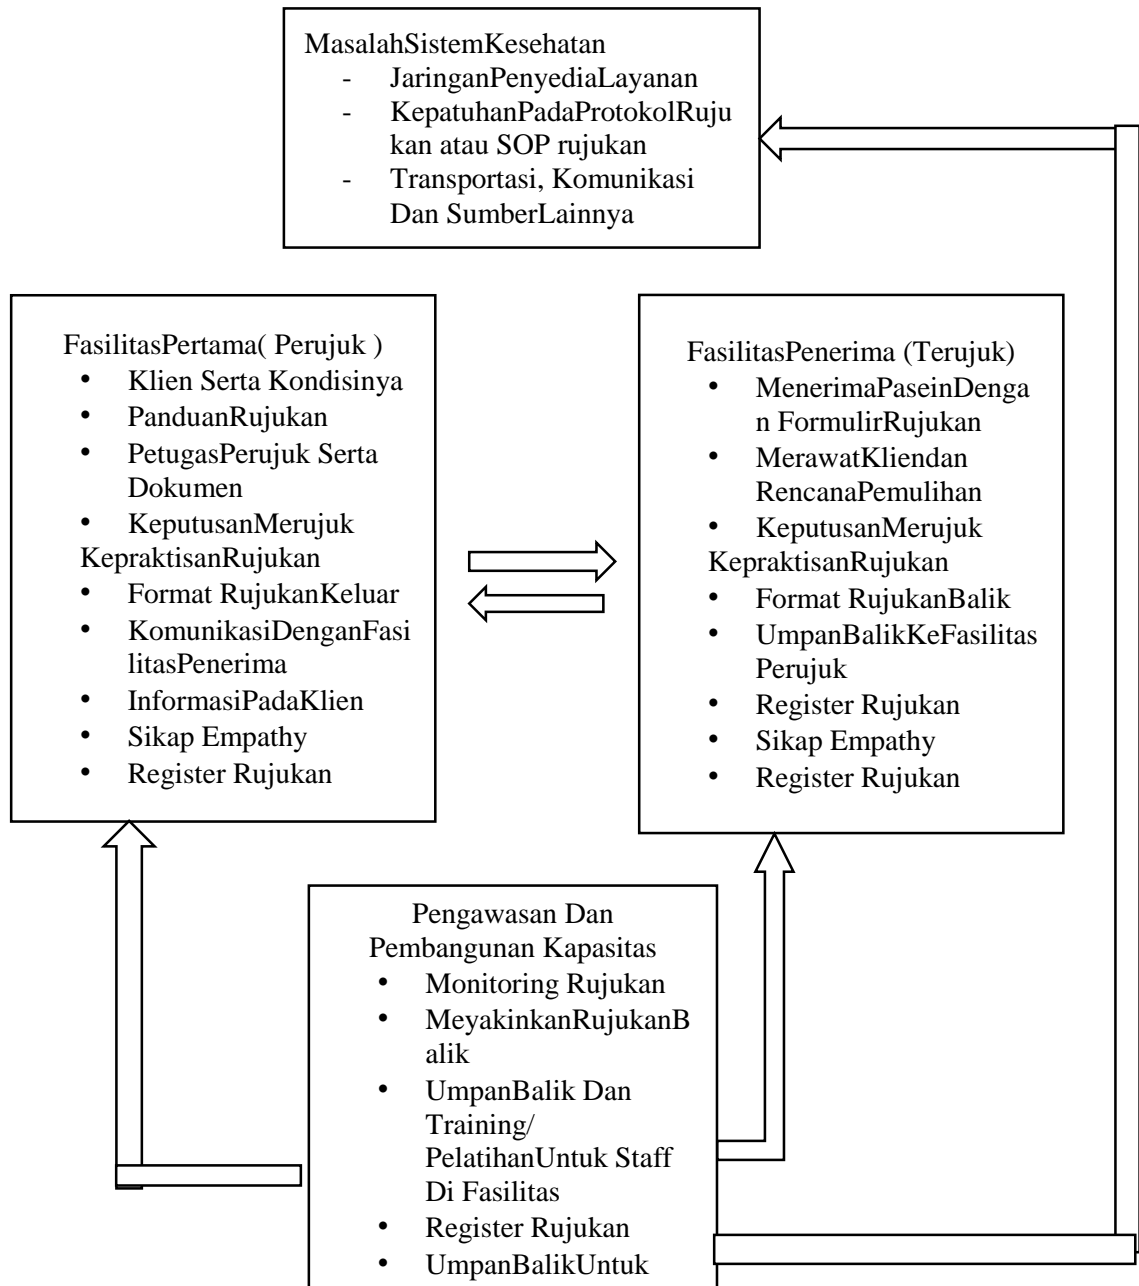 MasalahSistemKesehatan
- JaringanPenyediaLayanan
- KepatuhanPadaProtokolRuju
kan atau SOP rujukan
- Transportasi, Komunikasi
Dan SumberLainnya
FasilitasPertama( Perujuk )
• Klien Serta Kondisinya
• PanduanRujukan
• PetugasPerujuk Serta
Dokumen
• KeputusanMerujuk
KepraktisanRujukan
• Format RujukanKeluar
• KomunikasiDenganFasi
litasPenerima
• InformasiPadaKlien
• Sikap Empathy
• Register Rujukan
FasilitasPenerima (Terujuk)
• MenerimaPaseinDenga
n FormulirRujukan
• MerawatKliendan
RencanaPemulihan
• KeputusanMerujuk
KepraktisanRujukan
• Format RujukanBalik
• UmpanBalikKeFasilitas
Perujuk
• Register Rujukan
• Sikap Empathy
• Register Rujukan
Pengawasan Dan
Pembangunan Kapasitas
• Monitoring Rujukan
• MeyakinkanRujukanB
alik
• UmpanBalik Dan
Training/
PelatihanUntuk Staff
Di Fasilitas
• Register Rujukan
• UmpanBalikUntuk